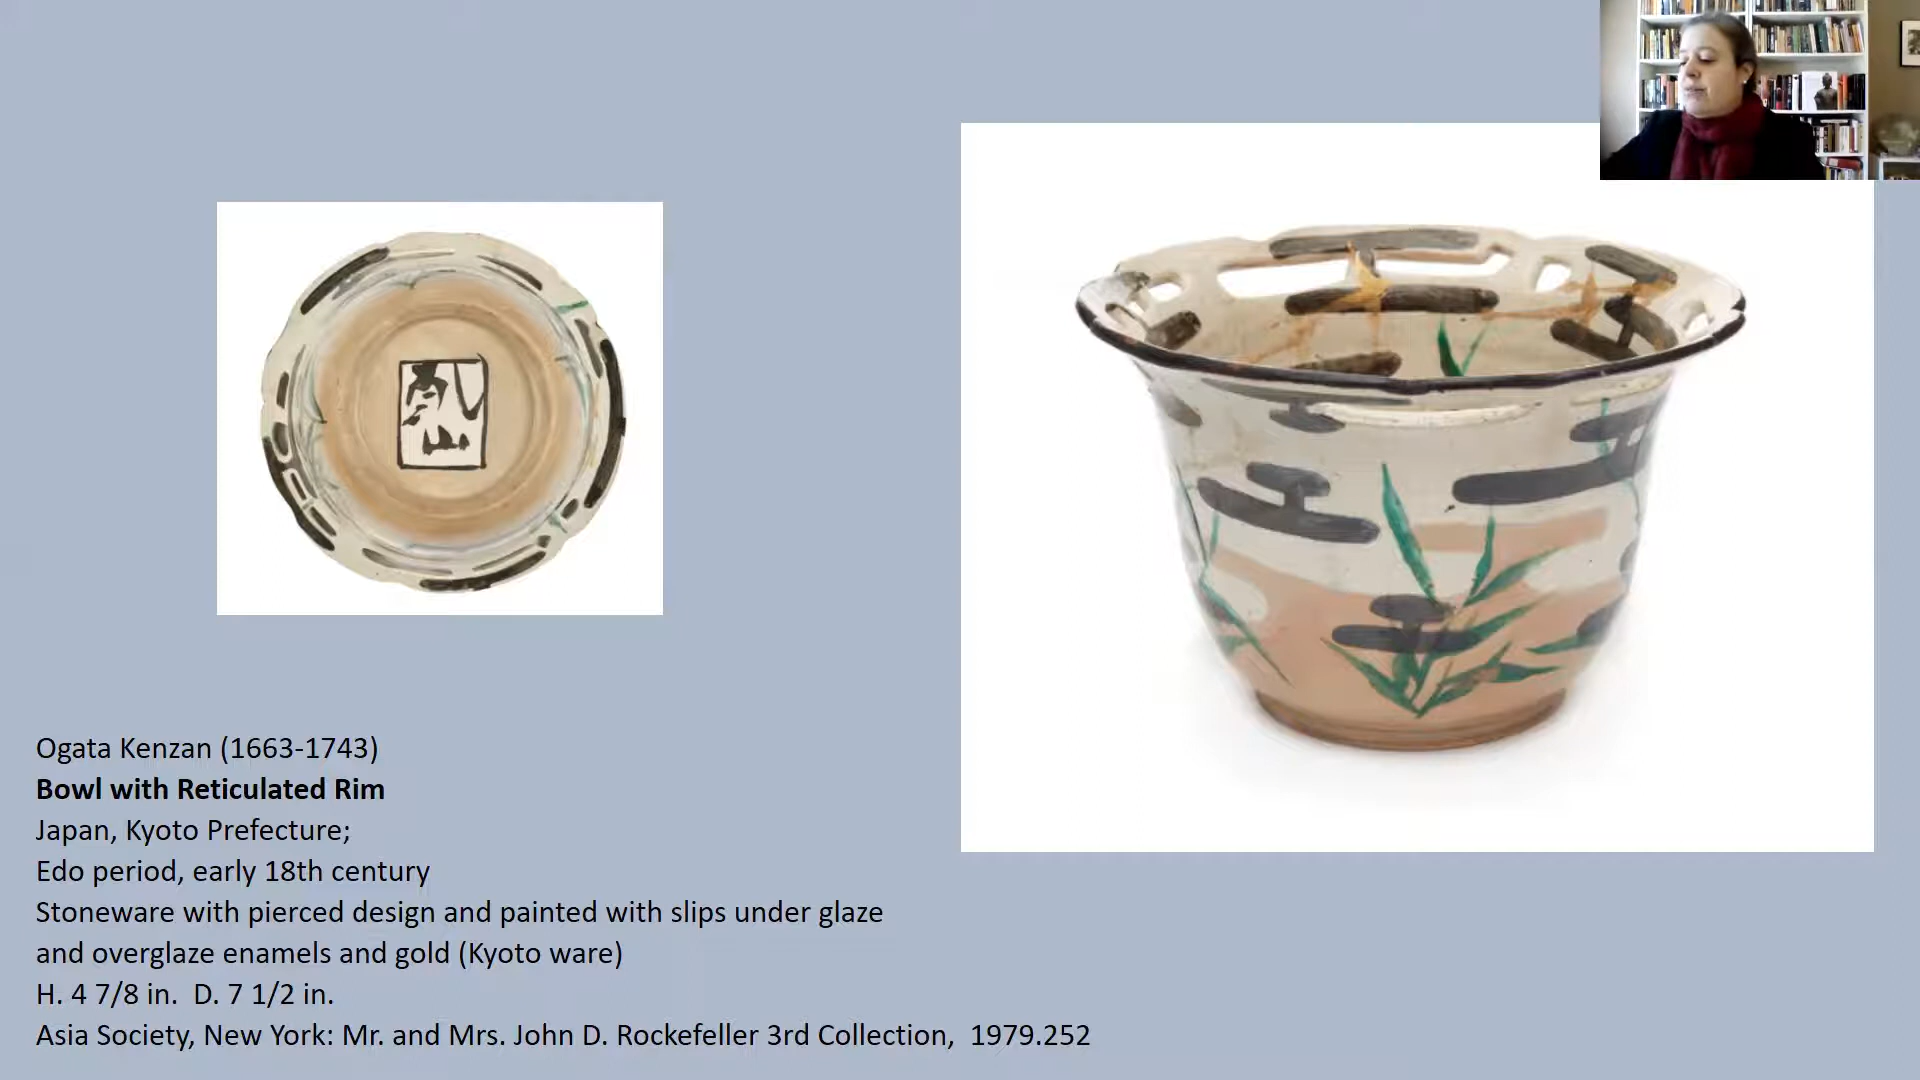 乾
山
Ogata Kenzan (1663-1743)
Bowl with Reticulated Rim
Japan, Kyoto Prefecture;
Edo period, early 18th century
Stoneware with pierced design and painted with slips under glaze
and overglaze enamels and gold (Kyoto ware)
H. 4 7/8 in.  D. 7 1/2 in.
Asia Society, New York: Mr. and Mrs. John D. Rockefeller 3rd Collection,  1979.252